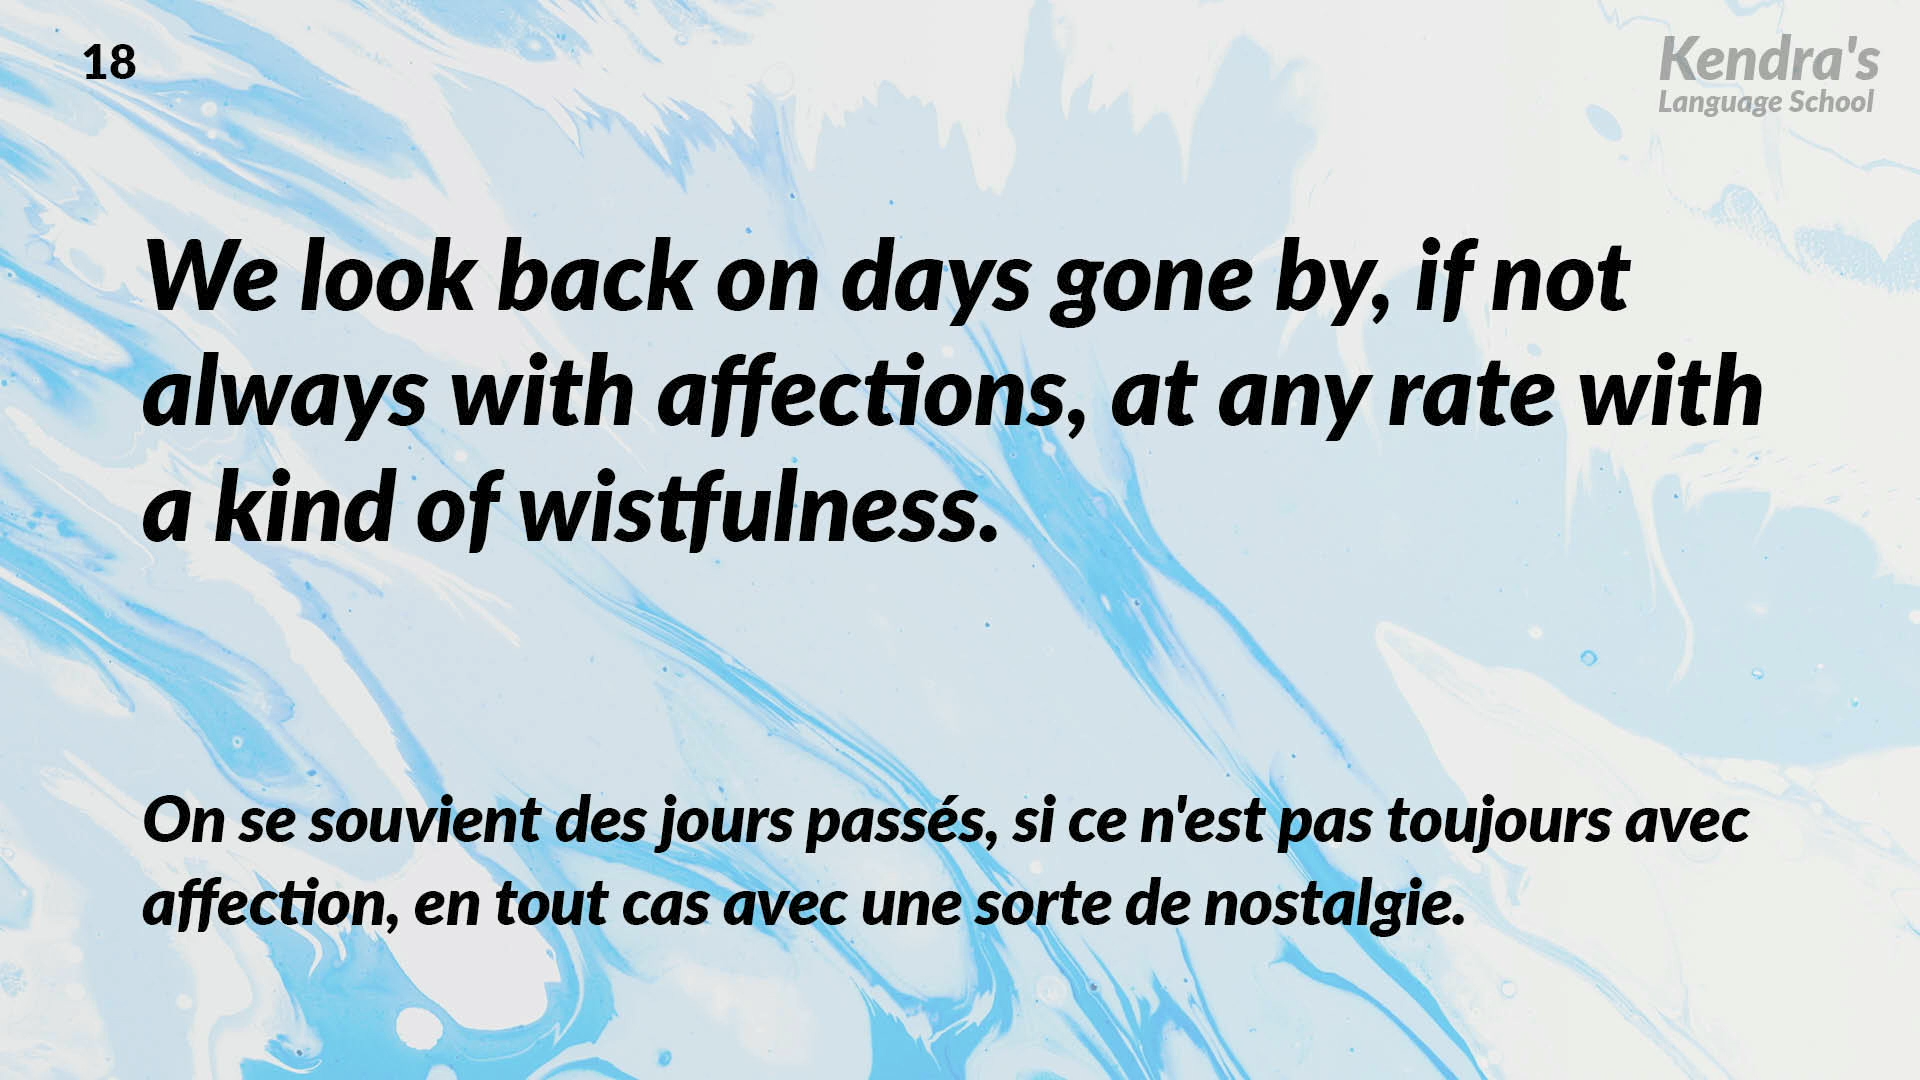 18
Kendra's
Language School
We look back on days gone by, if not
always with affections, at any rate with
a kind of wistfulness.
On se souvient des jours passés, si ce n'est pas toujours avec
affection, en tout cas avec une sorte de nostalgie.